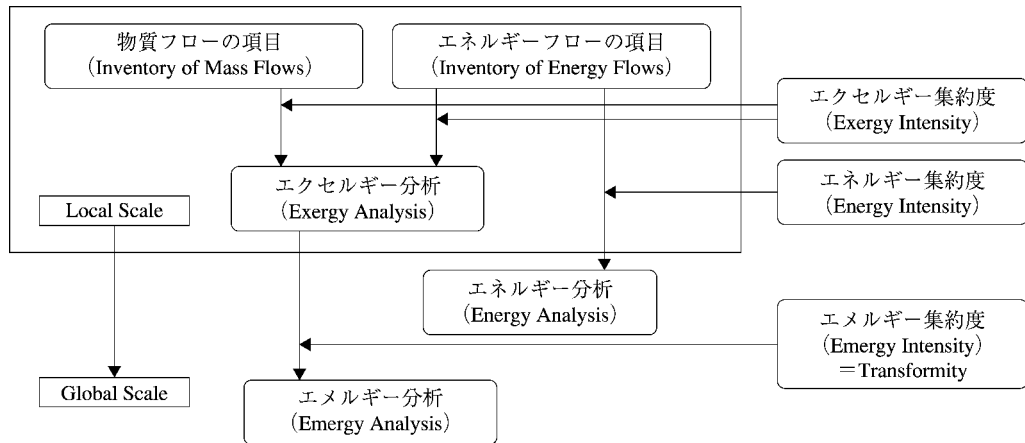 物質フローの項目
(Inventory of Mass Flows)
エネルギーフローの項目
(Inventory of Energy Flows)
エクセルギー集約度
(Exergy Intensity)
エクセルギー分析
(Exergy Analysis)
エネルギー集約度
(Energy Intensity)
Local Scale
エネルギー分析
(Energy Analysis)
エメルギー集約度
(Emergy Intensity)
＝Transformity
Global Scale
エメルギー分析
(Emergy Analysis)